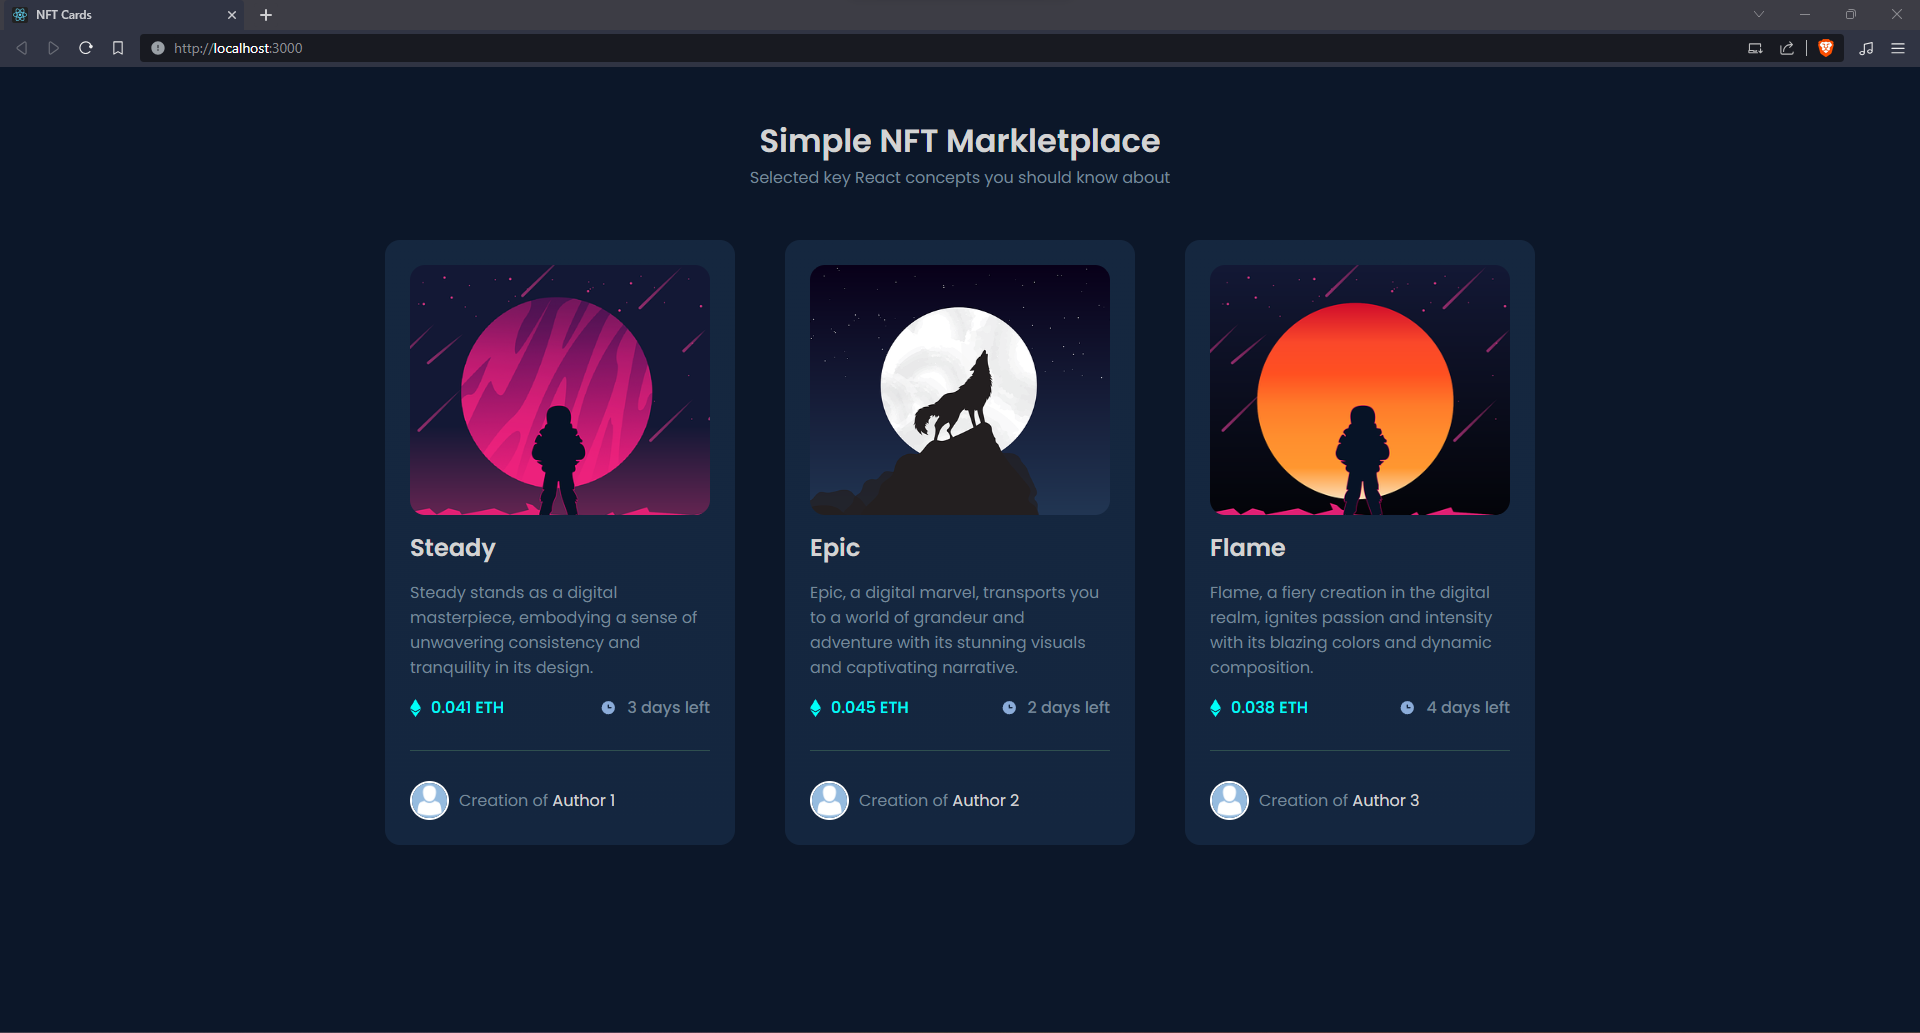 NFT Cards
http://localhost:3000
Simple NFT Markletplace
Selected key React concepts you should know about
Steady
Steady stands as a digital
masterpiece, embodying a sense of
unwavering consistency and
tranquility in its design.
0.041 ETH
3 days left
Creation of Author 1
Epic
Epic, a digital marvel, transports you
to a world of grandeur and
adventure with its stunning visuals
and captivating narrative.
0.045 ETH
2 days left
Creation of Author 2
Flame
Flame, a fiery creation in the digital
realm, ignites passion and intensity
with its blazing colors and dynamic
composition.
0.038 ETH
4 days left
Creation of Author 3